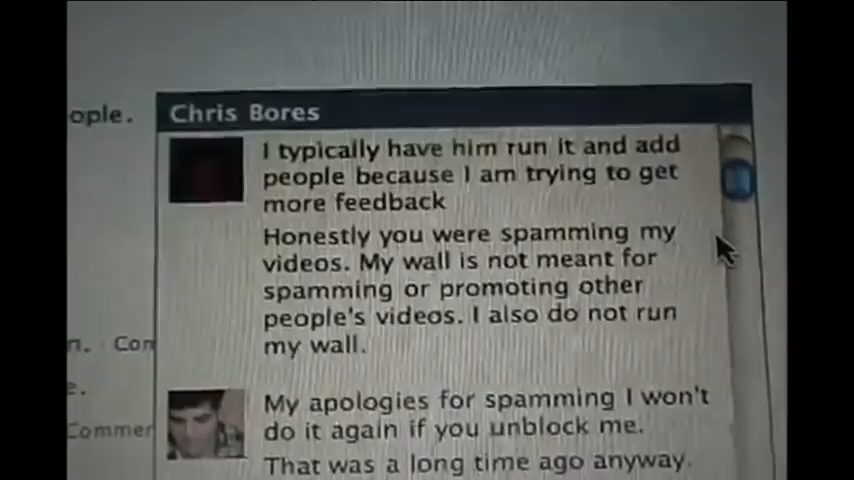 ople.
Chris Bores
I typically have him run it and add
people because I am trying to get
more feedback
Honestly you were spamming my
videos. My wall is not meant for
spamming or promoting other
people's videos. I also do not run
my wall.
Com
e.
My apologies for spamming I won't
do it again if you unblock me.
Commer
That was a long time ago anyway.